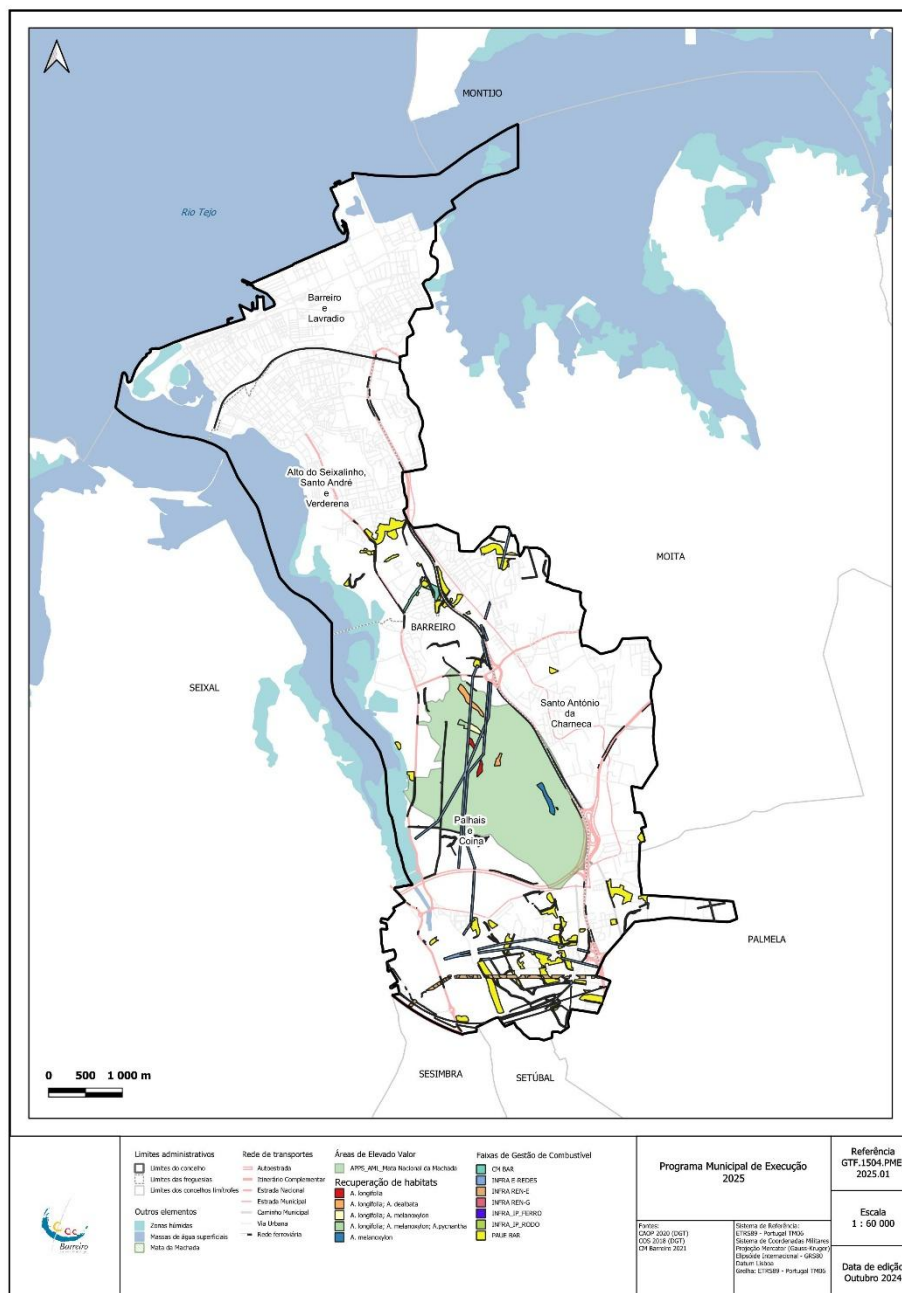 MONTIJO
Rio Tejo
Barreiro
e
Lavradio
Alto do Seixalinho,
Santo André
e
Verderena
MOITA
BARREIRO
SEIXAL
Santo António
da
Charneca
Palhais
e
Coina
PALMELA
0 500 1 000 m
SESIMBRA
SETÚBAL
Limites administrativos
Limites do concelho
Limites das freguesias
Limites dos concelhos limítrofes
Outros elementos
Zonas húmidas
Massas de água superficiais
Mata da Machada
Rede de transportes
Autoestrada
Itinerário Complementar
Estrada Nacional
Estrada Municipal
Caminho Municipal
Via Urbana
Rede ferroviária
Áreas de Elevado Valor
APPS_AML_Mata Nacional da Machada
Recuperação de habitats
A. longifolia
A. longifolia; A. dealbata
A. longifolia; A. melanoxylon
A. longifolia; A. melanoxylon; A.pycnantha
A. melanoxylon
Faixas de Gestão de Combustível
CM BAR
INFRA E-REDES
INFRA REN-E
INFRA REN-G
INFRA_IP_FERRO
INFRA_IP_RODO
PAUF BAR
Programa Municipal de Execução
2025
Fontes:
CAOP 2020 (DGT)
COS 2018 (DGT)
CM Barreiro 2021
Sistema de Referência:
ETRS89 - Portugal TM06
Sistema de Coordenadas Militares
Projeção Mercator (Gauss-Kruger)
Elipsóide Internacional - GRS80
Datum Lisboa
Grelha: ETRS89 - Portugal TM06
Referência
GTF.1504.PME
2025.01
Escala
1 : 60 000
Data de edição
Outubro 2024
Barreiro